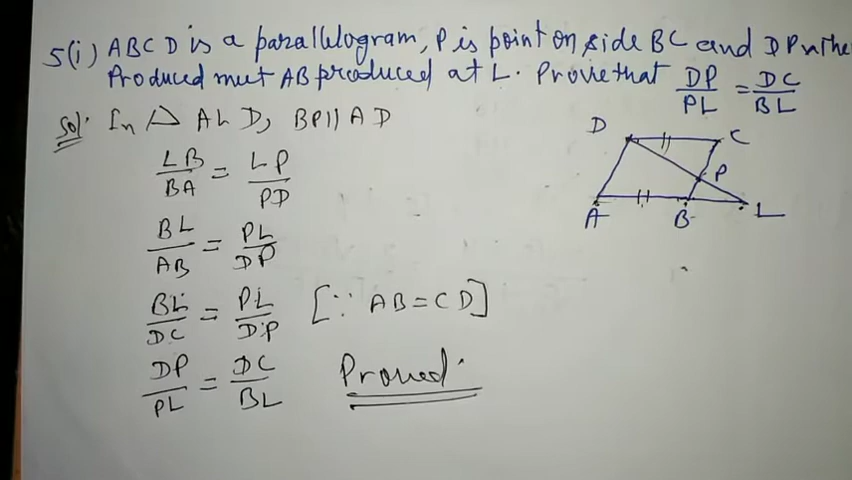 5(i) ABCD is a parallelogram, P is point on side BC and DP when
Produced meet AB produced at L. Prove that DP/PL = DC/BL
Sol. In △ ALD, BP || AD
LB/BA = LP/PD
BL/AB = PL/DP
BL/DC = PL/DP [∵ AB = CD]
DP/PL = DC/BL Proved.
D C
P
A B L